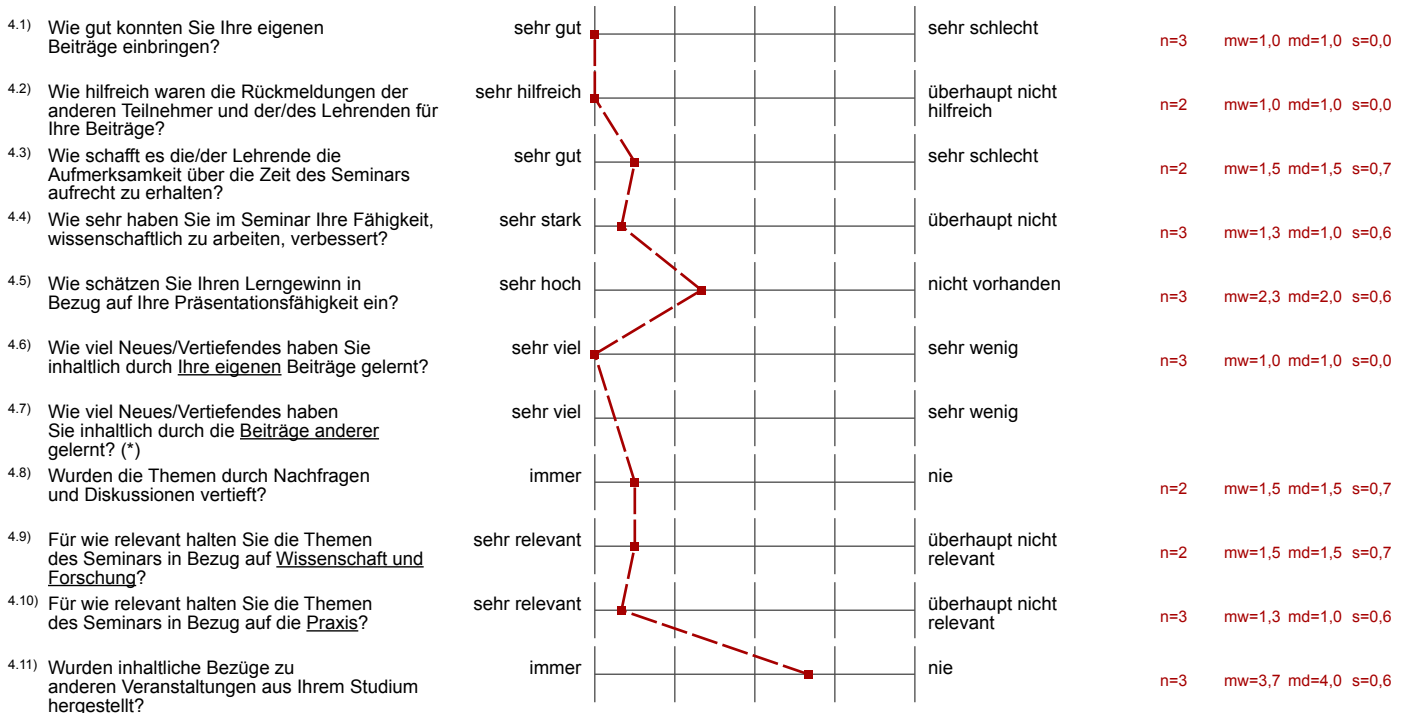 4.1) Wie gut konnten Sie Ihre eigenen Beiträge einbringen? sehr gut sehr schlecht n=3 mw=1,0 md=1,0 s=0,0
4.2) Wie hilfreich waren die Rückmeldungen der anderen Teilnehmer und der/des Lehrenden für Ihre Beiträge? sehr hilfreich überhaupt nicht hilfreich n=2 mw=1,0 md=1,0 s=0,0
4.3) Wie schafft es die/der Lehrende die Aufmerksamkeit über die Zeit des Seminars aufrecht zu erhalten? sehr gut sehr schlecht n=2 mw=1,5 md=1,5 s=0,7
4.4) Wie sehr haben Sie im Seminar Ihre Fähigkeit, wissenschaftlich zu arbeiten, verbessert? sehr stark überhaupt nicht n=3 mw=1,3 md=1,0 s=0,6
4.5) Wie schätzen Sie Ihren Lerngewinn in Bezug auf Ihre Präsentationsfähigkeit ein? sehr hoch nicht vorhanden n=3 mw=2,3 md=2,0 s=0,6
4.6) Wie viel Neues/Vertiefendes haben Sie inhaltlich durch Ihre eigenen Beiträge gelernt? sehr viel sehr wenig n=3 mw=1,0 md=1,0 s=0,0
4.7) Wie viel Neues/Vertiefendes haben Sie inhaltlich durch die Beiträge anderer gelernt? (*) sehr viel sehr wenig
4.8) Wurden die Themen durch Nachfragen und Diskussionen vertieft? immer nie n=2 mw=1,5 md=1,5 s=0,7
4.9) Für wie relevant halten Sie die Themen des Seminars in Bezug auf Wissenschaft und Forschung? sehr relevant überhaupt nicht relevant n=2 mw=1,5 md=1,5 s=0,7
4.10) Für wie relevant halten Sie die Themen des Seminars in Bezug auf die Praxis? sehr relevant überhaupt nicht relevant n=3 mw=1,3 md=1,0 s=0,6
4.11) Wurden inhaltliche Bezüge zu anderen Veranstaltungen aus Ihrem Studium hergestellt? immer nie n=3 mw=3,7 md=4,0 s=0,6